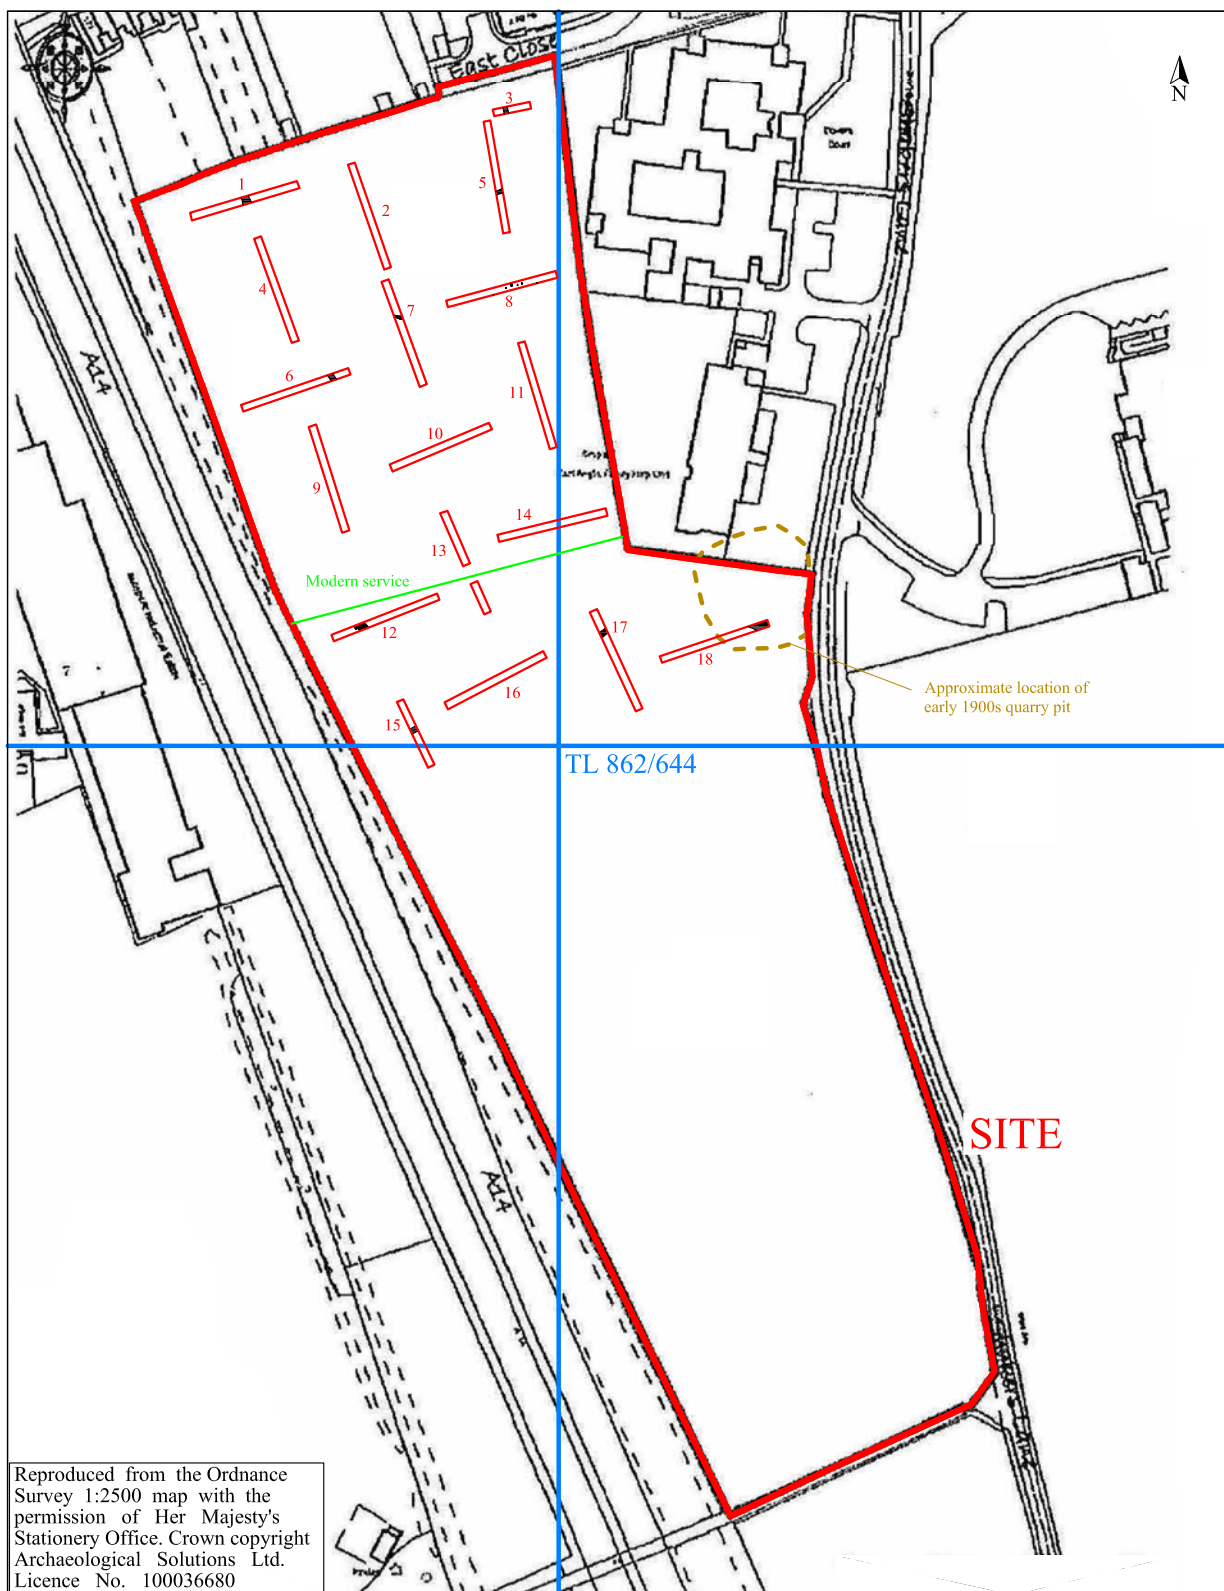 East Close
N
3
1
5
2
4
8
7
A14
6
11
10
9
14
13
Modern service
12
17
18
16
15
7
Approximate location of
early 1900s quarry pit
TL 862/644
SITE
A14
Reproduced from the Ordnance
Survey 1:2500 map with the
permission of Her Majesty's
Stationery Office. Crown copyright
Archaeological Solutions Ltd.
Licence No. 100036680